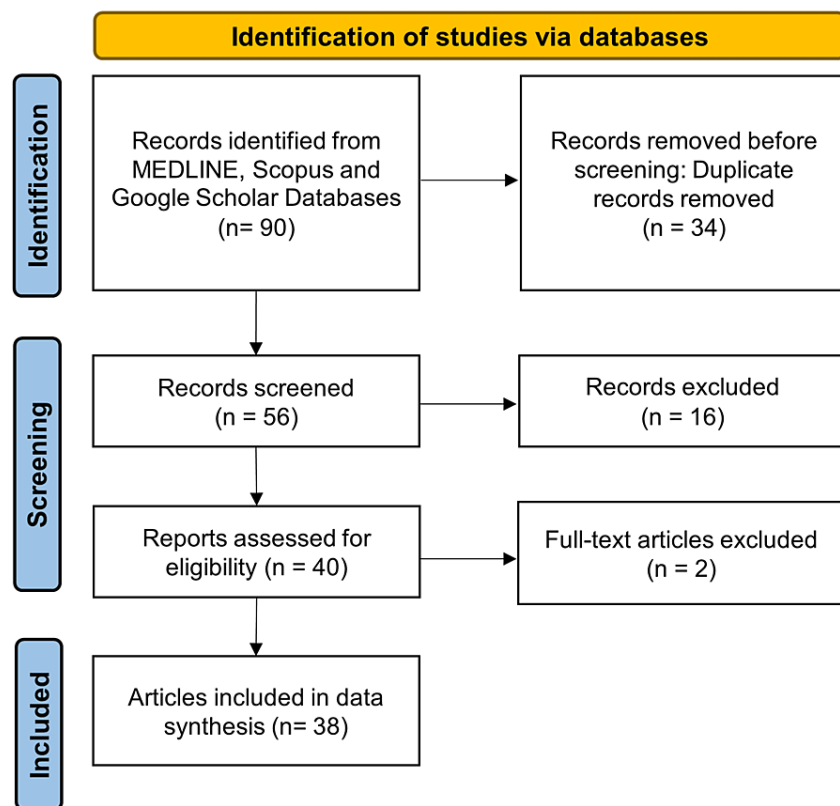 Identification of studies via databases
Identification
Records identified from
MEDLINE, Scopus and
Google Scholar Databases
(n= 90)
Records removed before
screening: Duplicate
records removed
(n = 34)
Screening
Records screened
(n = 56)
Records excluded
(n = 16)
Reports assessed for
eligibility (n = 40)
Full-text articles excluded
(n = 2)
Included
Articles included in data
synthesis (n= 38)